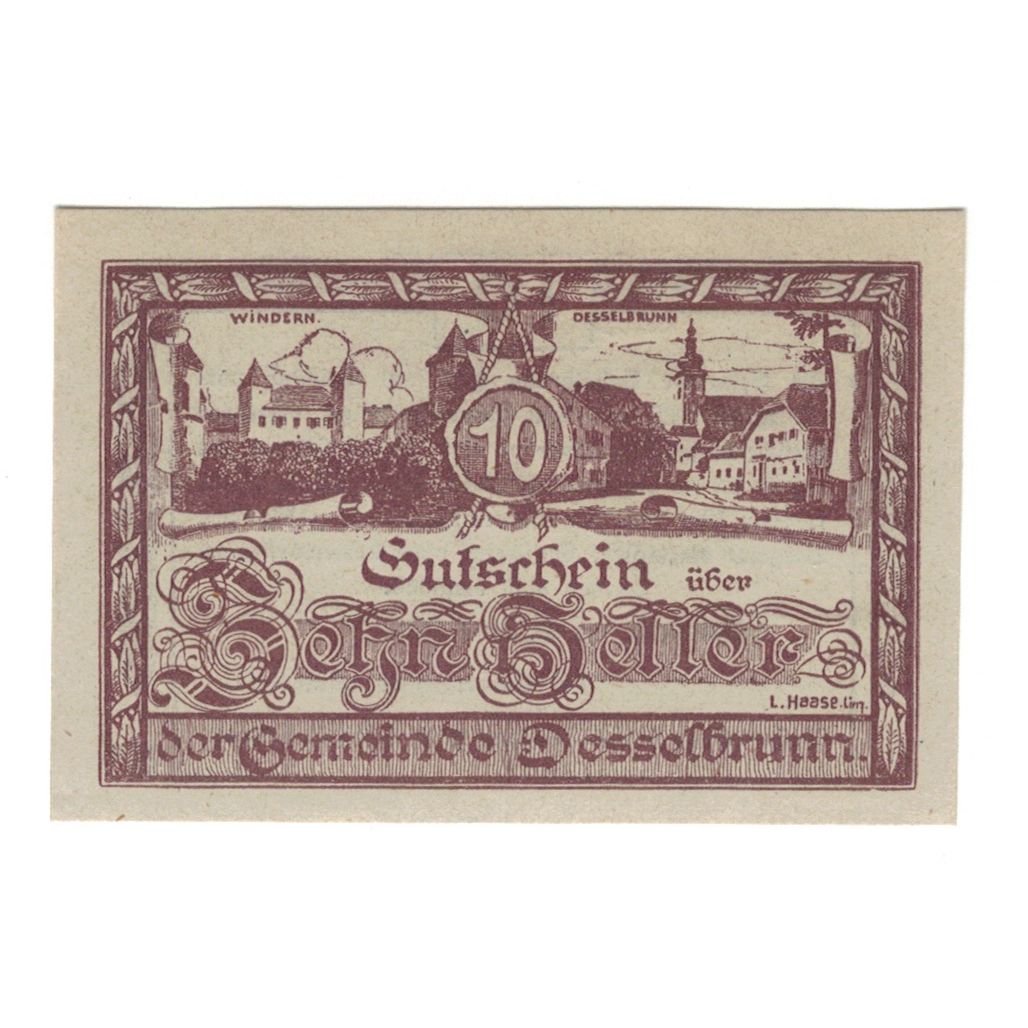 WINDERN.
DESSELBRUNN
10
Gutschein über
Zehn Heller
L. Haase. Linz.
der Gemeinde Desselbrunn.